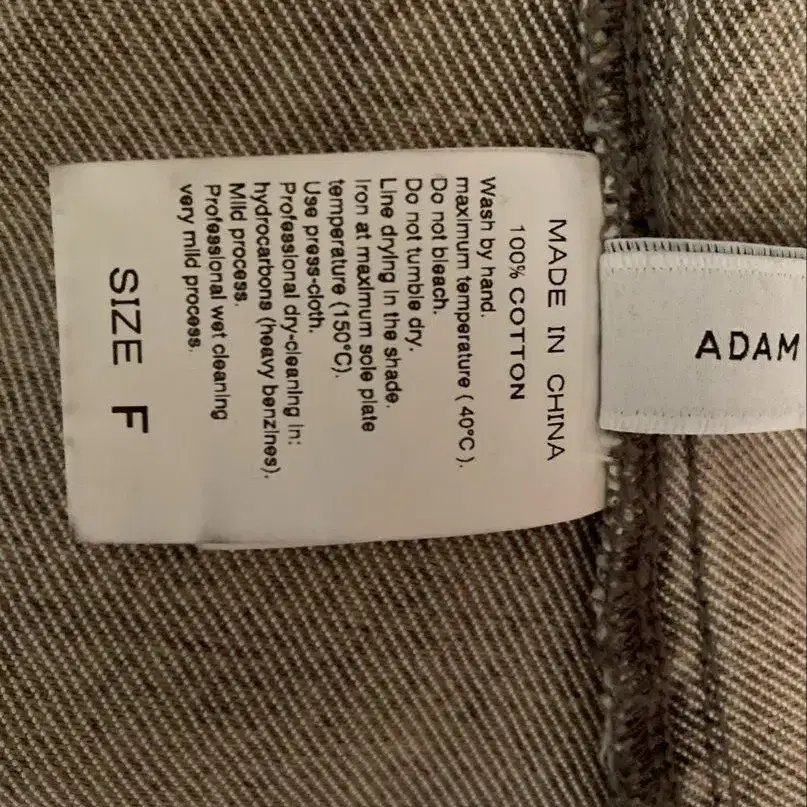 MADE IN CHINA
100% COTTON
Wash by hand.
maximum temperature ( 40°C ).
Do not bleach.
Do not tumble dry.
Line drying in the shade.
Iron at maximum sole plate
temperature (150°C).
Use press-cloth.
Professional dry-cleaning in:
hydrocarbons (heavy benzines).
Mild process.
Professional wet cleaning
very mild process.
SIZE F
ADAM